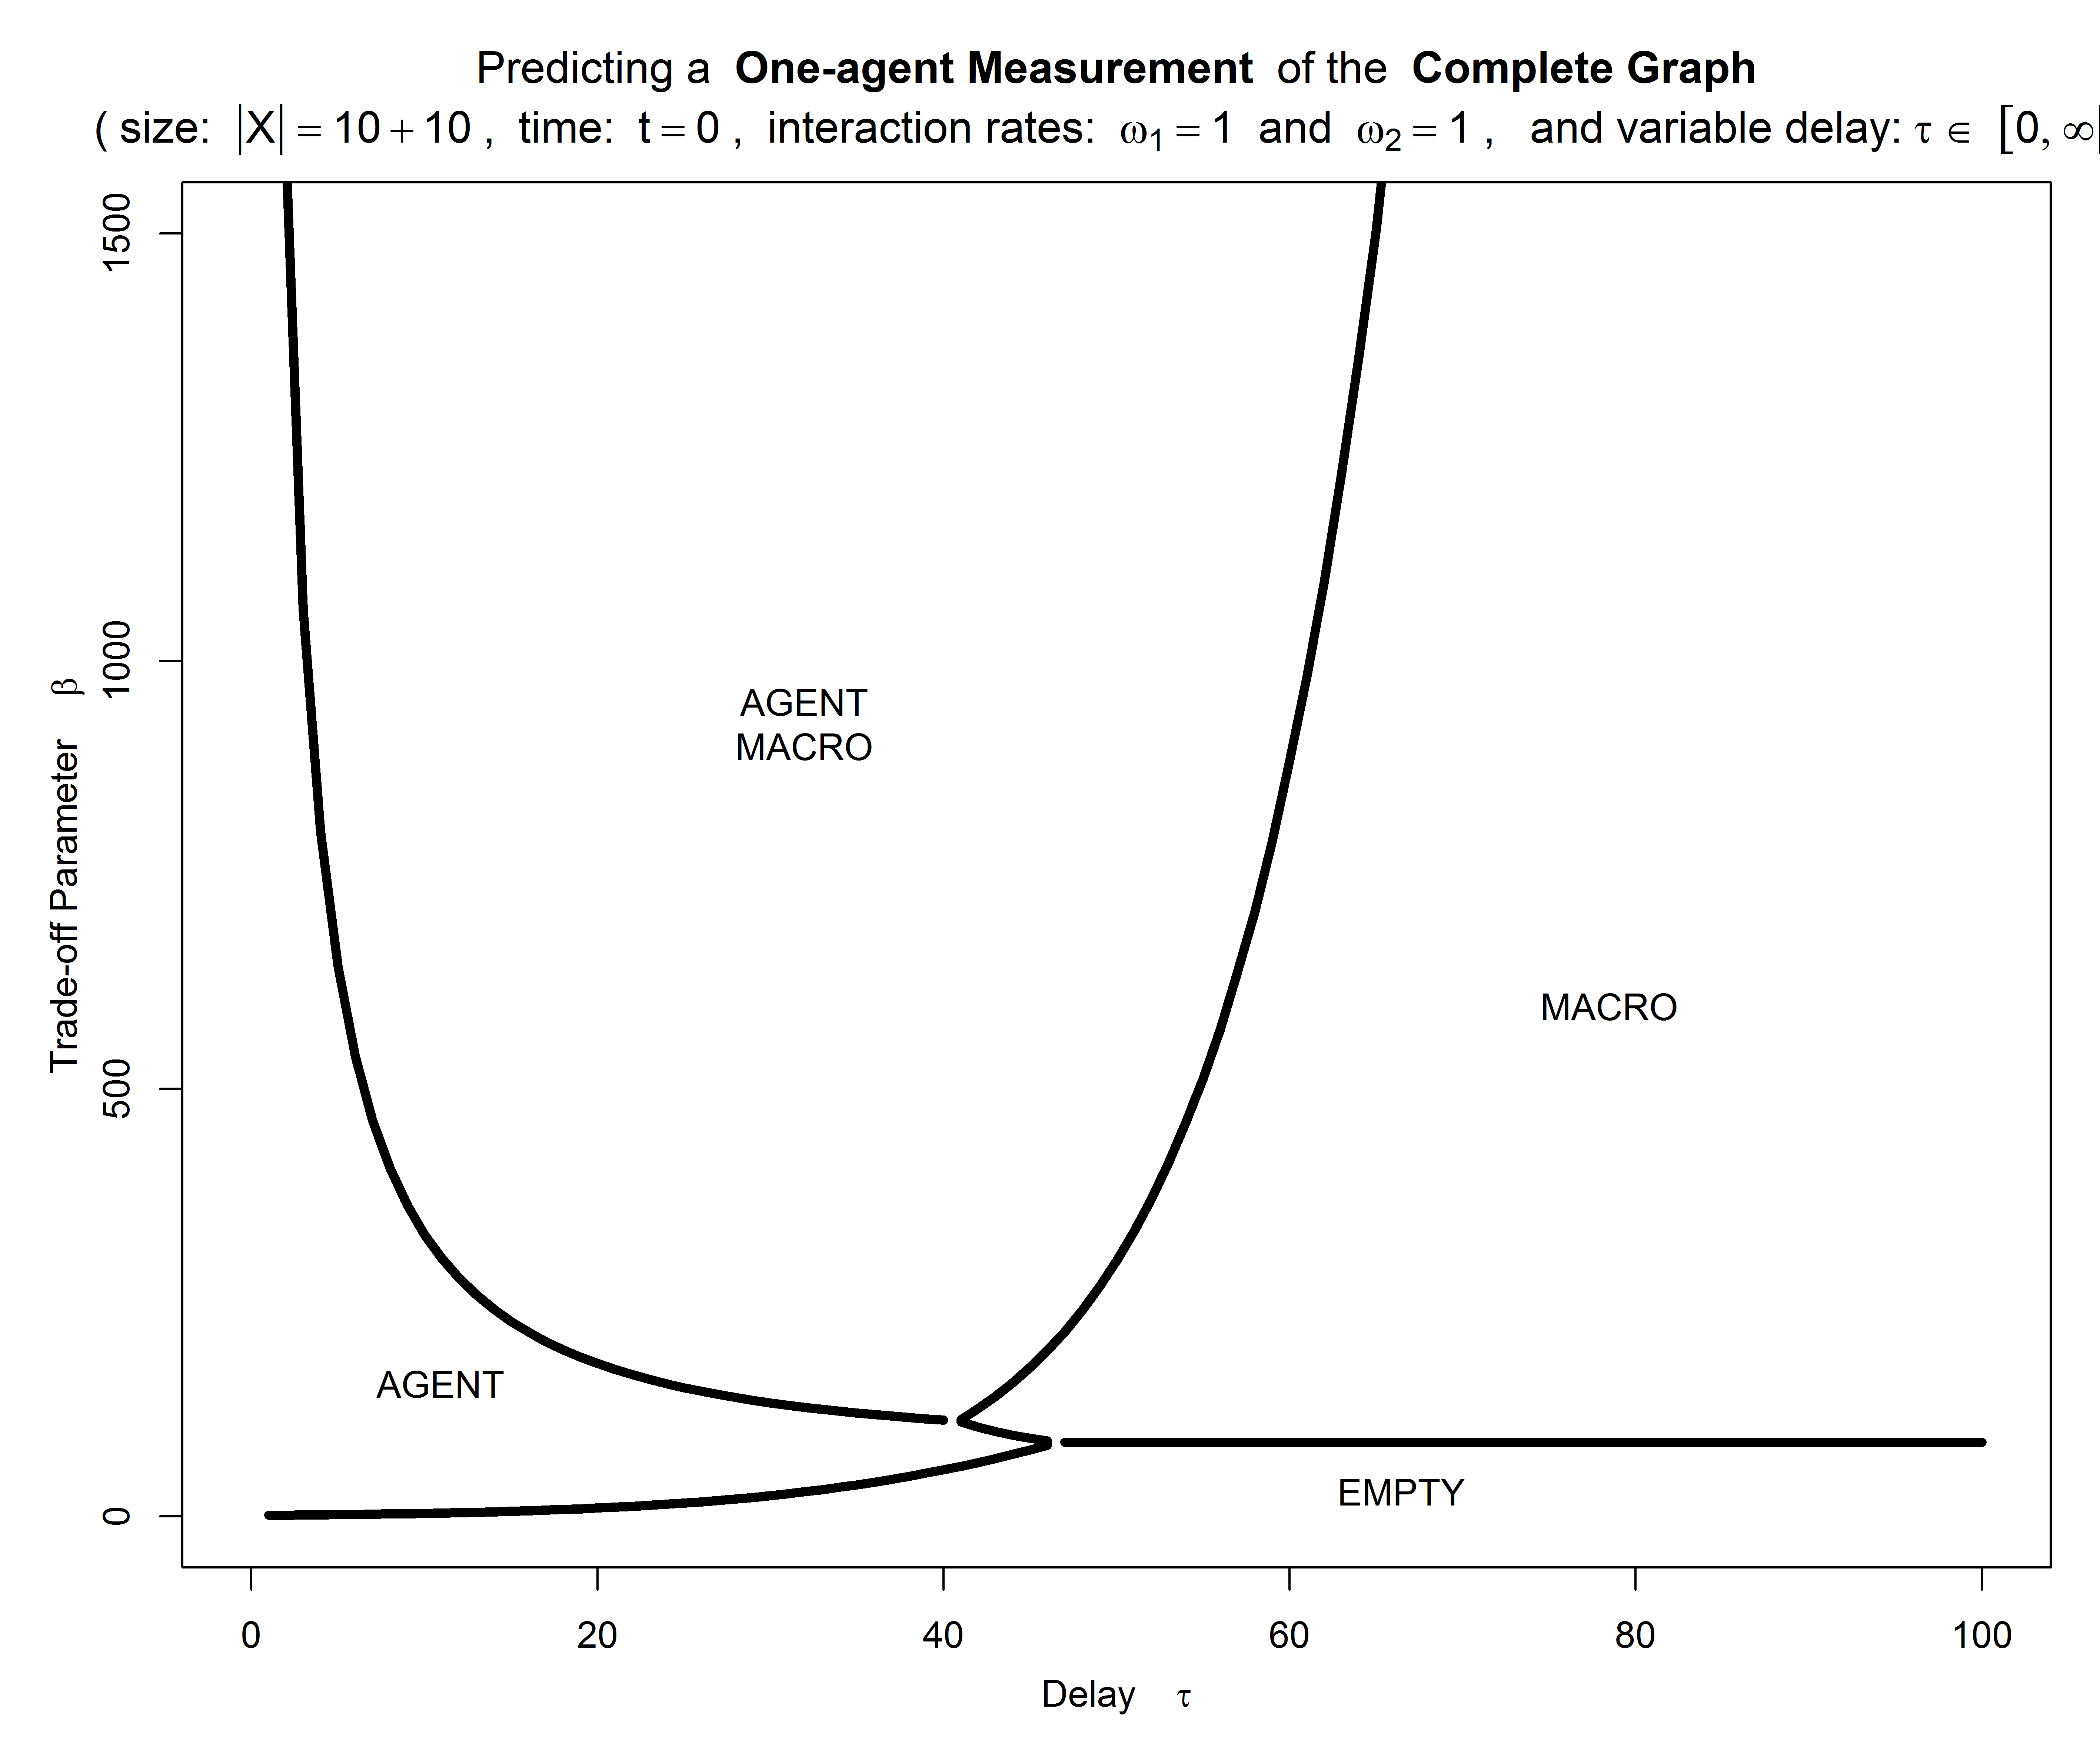 Predicting a One-agent Measurement of the Complete Graph
( size: |X| = 10 + 10 , time: t = 0 , interaction rates: ω₁ = 1 and ω₂ = 1 , and variable delay: τ ∈ [0, ∞[
1500
1000
500
0
Trade-off Parameter β
AGENT
MACRO
MACRO
AGENT
EMPTY
0 20 40 60 80 100
Delay τ